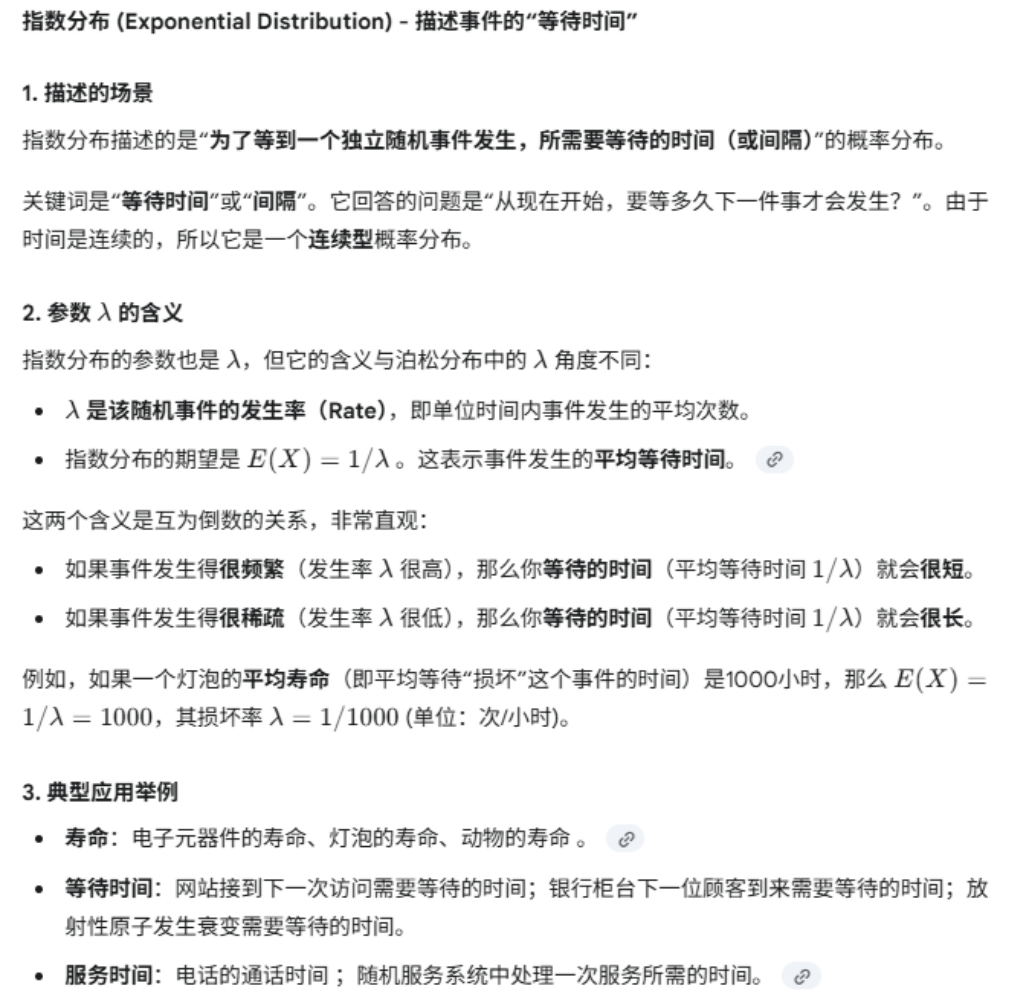 指数分布 (Exponential Distribution) - 描述事件的“等待时间”
1. 描述的场景
指数分布描述的是“为了等到一个独立随机事件发生，所需要等待的时间（或间隔）”的概率分布。
关键词是“等待时间”或“间隔”。它回答的问题是“从现在开始，要等多久下一件事才会发生？”。由于
时间是连续的，所以它是一个连续型概率分布。
2. 参数 λ 的含义
指数分布的参数也是 λ，但它的含义与泊松分布中的 λ 角度不同：
• λ 是该随机事件的发生率（Rate），即单位时间内事件发生的平均次数。
• 指数分布的期望是 E(X) = 1/λ 。这表示事件发生的平均等待时间。
这两个含义是互为倒数的关系，非常直观：
• 如果事件发生得很频繁（发生率 λ 很高），那么你等待的时间（平均等待时间 1/λ）就会很短。
• 如果事件发生得很稀疏（发生率 λ 很低），那么你等待的时间（平均等待时间 1/λ）就会很长。
例如，如果一个灯泡的平均寿命（即平均等待“损坏”这个事件的时间）是1000小时，那么 E(X) =
1/λ = 1000，其损坏率 λ = 1/1000 (单位：次/小时)。
3. 典型应用举例
• 寿命：电子元器件的寿命、灯泡的寿命、动物的寿命 。
• 等待时间：网站接到下一次访问需要等待的时间；银行柜台下一位顾客到来需要等待的时间；放
射性原子发生衰变需要等待的时间。
• 服务时间：电话的通话时间 ；随机服务系统中处理一次服务所需的时间。